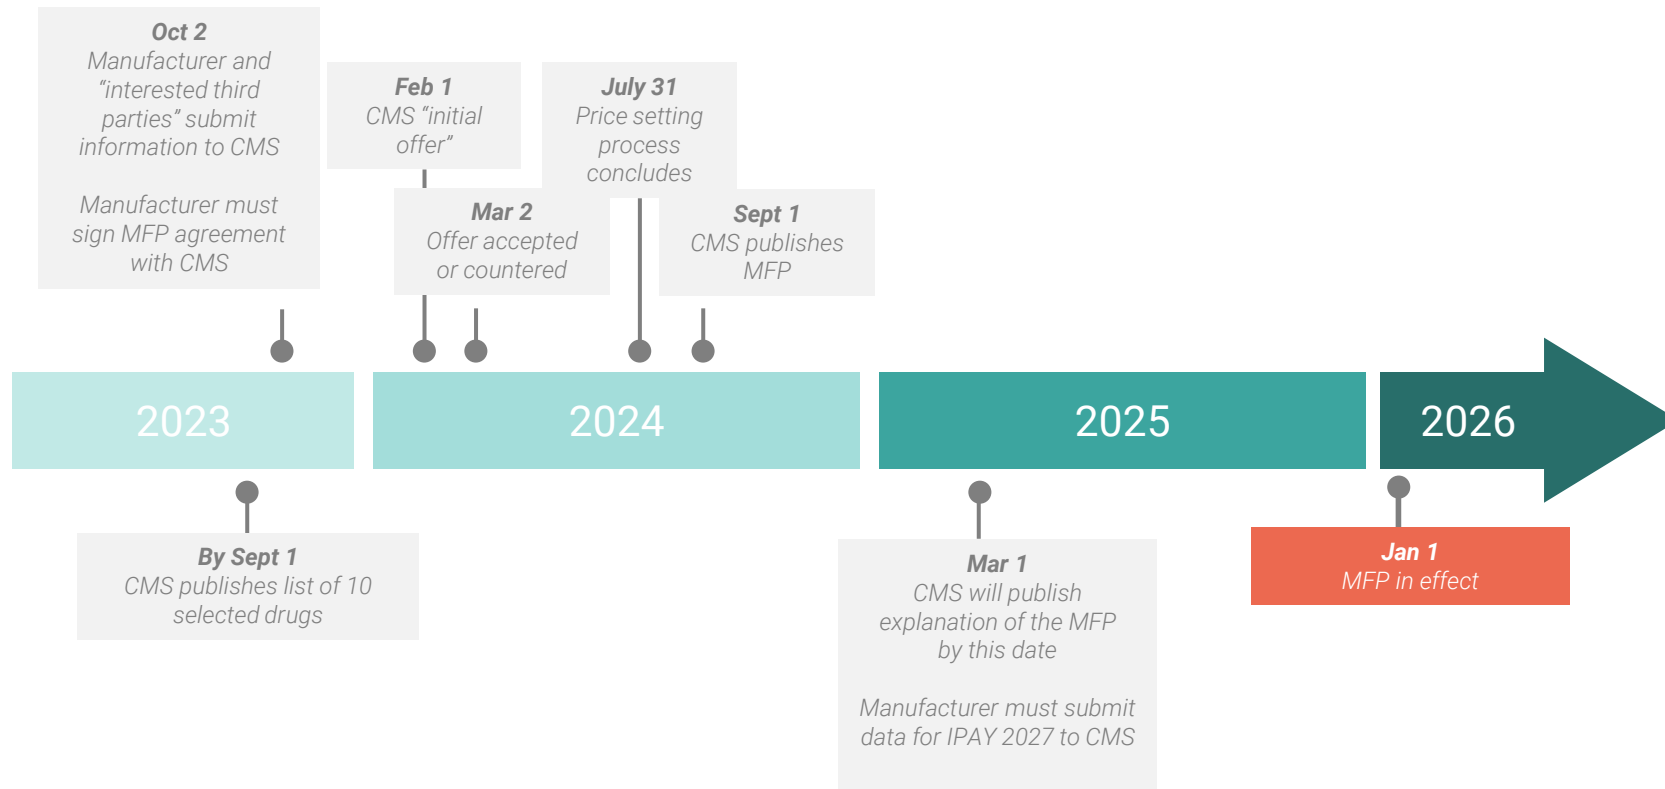 Oct 2
Manufacturer and
“interested third
parties” submit
information to CMS
Manufacturer must
sign MFP agreement
with CMS
Feb 1
CMS “initial
offer”
Mar 2
Offer accepted
or countered
July 31
Price setting
process
concludes
Sept 1
CMS publishes
MFP
2023
2024
2025
2026
By Sept 1
CMS publishes list of 10
selected drugs
Mar 1
CMS will publish
explanation of the MFP
by this date
Manufacturer must submit
data for IPAY 2027 to CMS
Jan 1
MFP in effect